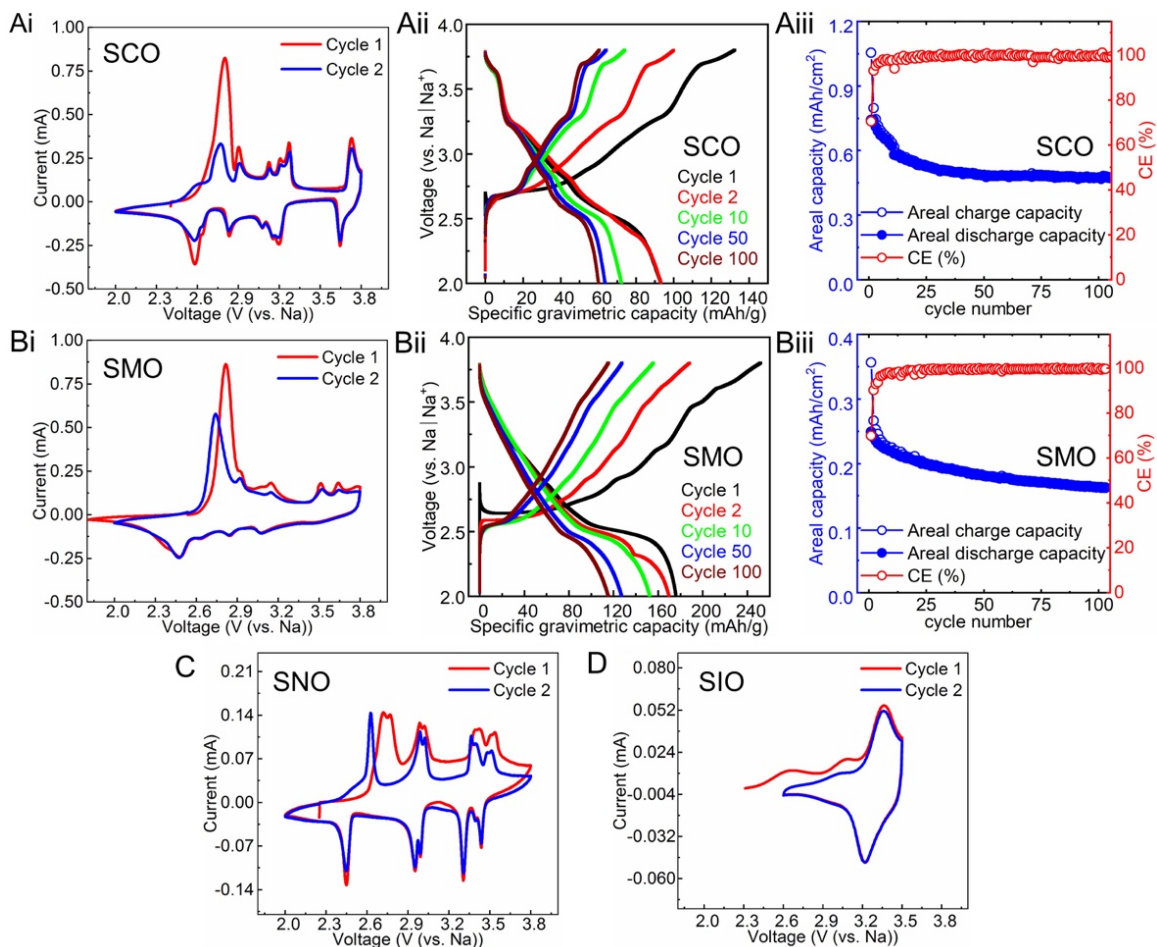 Ai
SCO
Cycle 1
Cycle 2
Current (mA)
1.00
0.75
0.50
0.25
0.00
-0.25
-0.50
2.0 2.3 2.6 2.9 3.2 3.5 3.8
Voltage (V (vs. Na))
Aii
SCO
Cycle 1
Cycle 2
Cycle 10
Cycle 50
Cycle 100
Voltage (vs. Na|Na⁺)
4.0
3.5
3.0
2.5
2.0
0 20 40 60 80 100 120 140
Specific gravimetric capacity (mAh/g)
Aiii
SCO
Areal charge capacity
Areal discharge capacity
CE (%)
Areal capacity (mAh/cm²)
1.2
0.9
0.6
0.3
0.0
CE (%)
100
80
60
40
20
0
0 25 50 75 100
cycle number
Bi
SMO
Cycle 1
Cycle 2
Current (mA)
1.00
0.75
0.50
0.25
0.00
-0.25
-0.50
2.0 2.3 2.6 2.9 3.2 3.5 3.8
Voltage (V (vs. Na))
Bii
SMO
Cycle 1
Cycle 2
Cycle 10
Cycle 50
Cycle 100
Voltage (vs. Na|Na⁺)
4.0
3.5
3.0
2.5
2.0
0 40 80 120 160 200 240
Specific gravimetric capacity (mAh/g)
Biii
SMO
Areal charge capacity
Areal discharge capacity
CE (%)
Areal capacity (mAh/cm²)
0.4
0.3
0.2
0.1
0.0
CE (%)
100
80
60
40
20
0
0 25 50 75 100
cycle number
C
SNO
Cycle 1
Cycle 2
Current (mA)
0.21
0.14
0.07
0.00
-0.07
-0.14
2.0 2.3 2.6 2.9 3.2 3.5 3.8
Voltage (V (vs. Na))
D
SIO
Cycle 1
Cycle 2
Current (mA)
0.080
0.052
0.024
-0.004
-0.032
-0.060
2.0 2.3 2.6 2.9 3.2 3.5 3.8
Voltage (V (vs. Na))